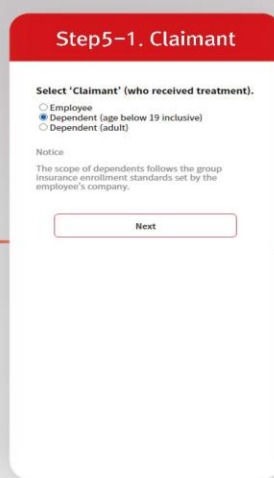 Step5-1. Claimant
Select ‘Claimant’ (who received treatment).
Employee
Dependent (age below 19 inclusive)
Dependent (adult)
Notice
The scope of dependents follows the group
insurance enrollment standards set by the
employee's company.
Next